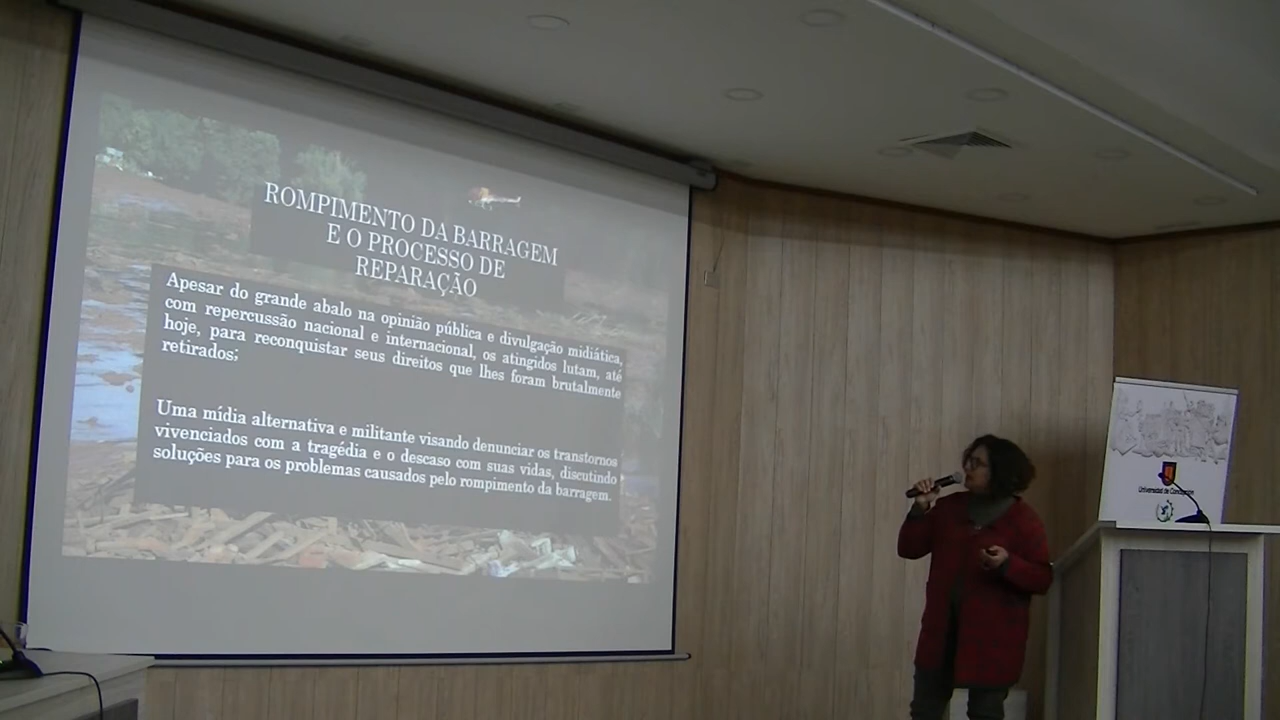 ROMPIMENTO DA BARRAGEM
E O PROCESSO DE
REPARAÇÃO
Apesar do grande abalo na opinião pública e divulgação midiática,
com repercussão nacional e internacional, os atingidos lutam, até
hoje, para reconquistar seus direitos que lhes foram brutalmente
retirados;
Uma mídia alternativa e militante visando denunciar os transtornos
vivenciados com a tragédia e o descaso com suas vidas, discutindo
soluções para os problemas causados pelo rompimento da barragem.
Universidad de Concepción